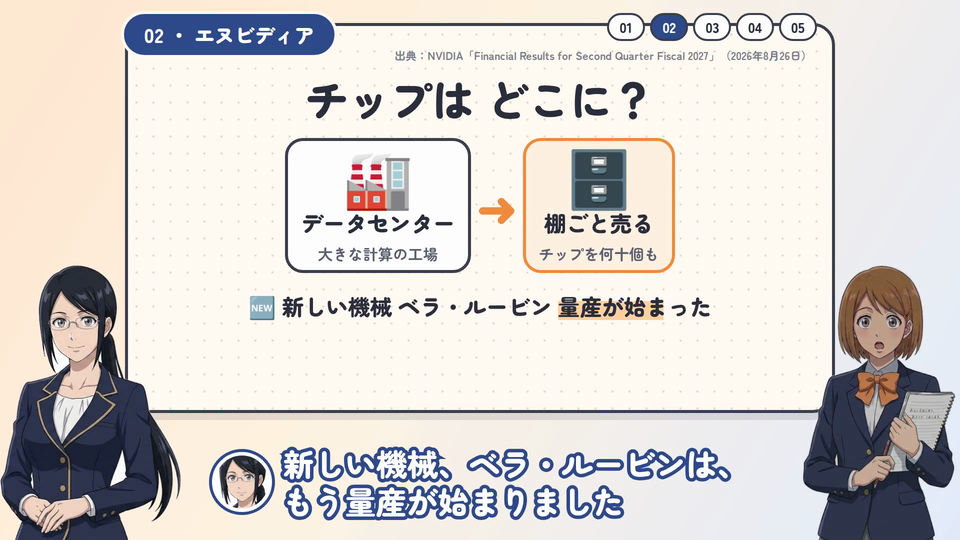 02 ・ エヌビディア
01 02 03 04 05
出典：NVIDIA「Financial Results for Second Quarter Fiscal 2027」（2026年8月26日）
チップは どこに？
データセンター
大きな計算の工場
棚ごと売る
チップを何十個も
NEW 新しい機械 ベラ・ルービン 量産が始まった
新しい機械、ベラ・ルービンは、
もう量産が始まりました